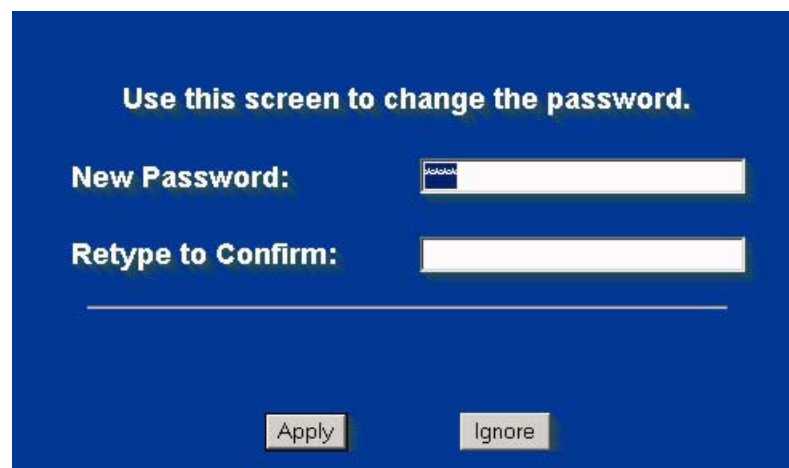 Use this screen to change the password.
New Password: ****
Retype to Confirm:
Apply Ignore